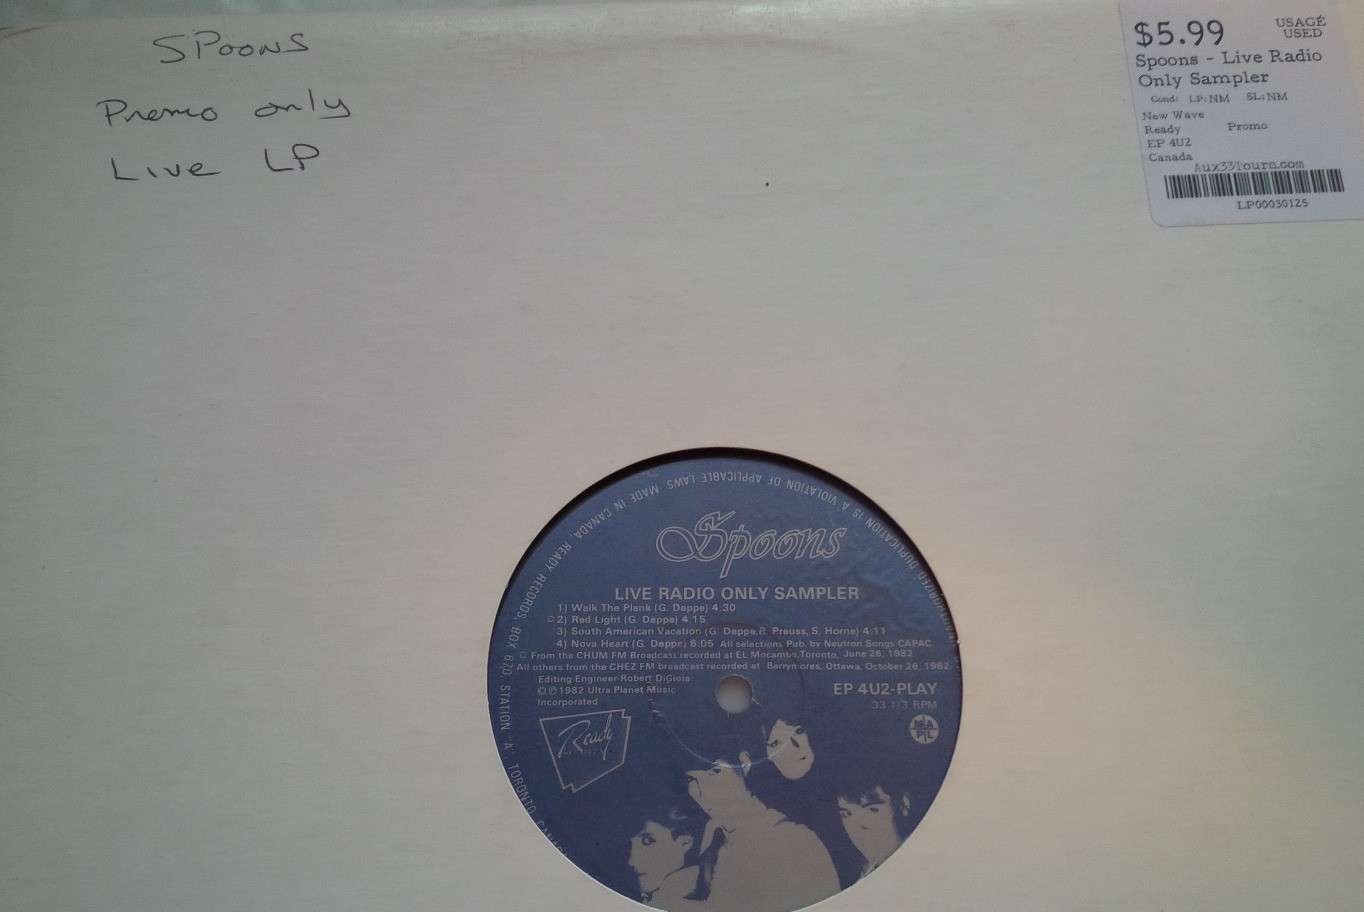 SPoons
Promo only
Live LP
$5.99
USAGÉ
USED
Spoons - Live Radio
Only Sampler
Cond: LP:NM SL:NM
New Wave
Ready Promo
EP 4U2
Canada
Aux33Tours.com
LP00030125
Spoons
LIVE RADIO ONLY SAMPLER
1) Walk The Plank (G. Deppe) 4:30
□ 2) Red Light (G. Deppe) 4:15
3) South American Vacation (G. Deppe,R. Preuss, S. Horne) 4:11
4) Nova Heart (G. Deppe) 6:05 All selections Pub. by Neutron Songs CAPAC
□ From the CHUM FM Broadcast recorded at EL Mocambo,Toronto, June 26, 1982
All others from the CHEZ FM broadcast recorded at Barrymores, Ottawa, October 26, 1982
Editing Engineer-Robert DiGioia
©℗1982 Ultra Planet Music
Incorporated
EP 4U2-PLAY
33 1/3 RPM
MA
PL
Ready
DUPLICATION IS A VIOLATION OF APPLICABLE LAWS. MADE IN CANADA, READY RECORDS, BOX 670, STATION "A", TORONTO,